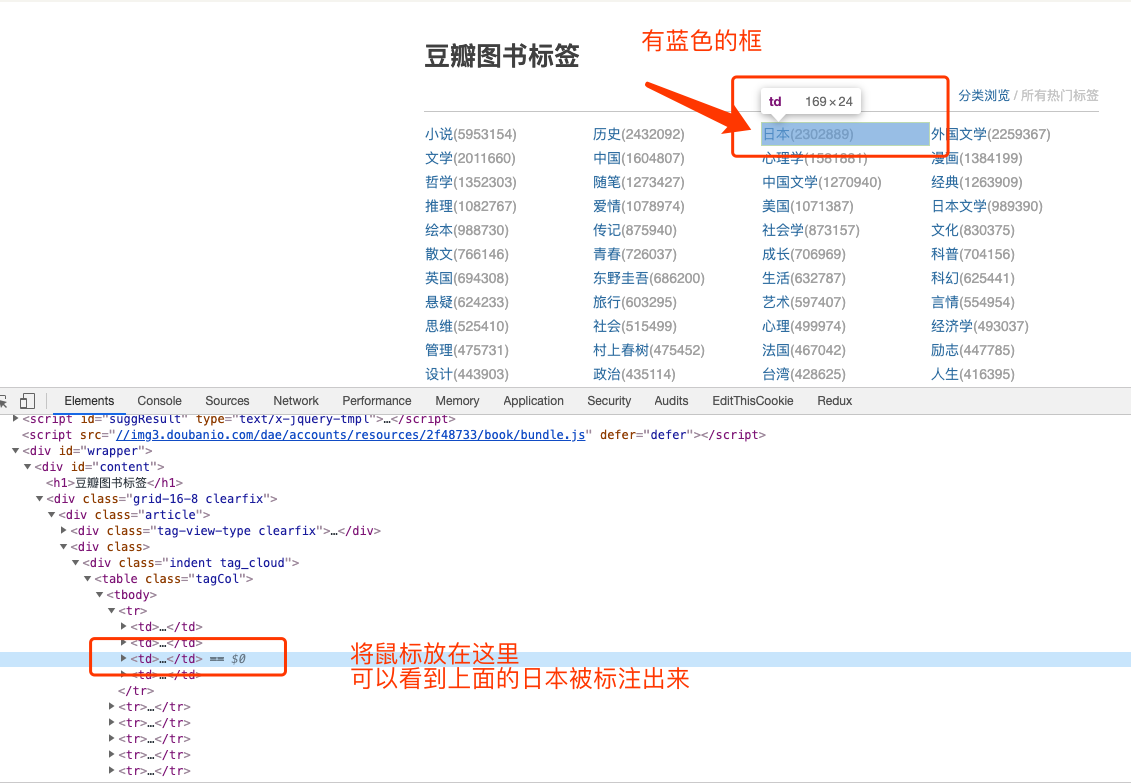 有蓝色的框
豆瓣图书标签
td 169×24
分类浏览 / 所有热门标签
小说(5953154) 历史(2432092) 日本(2302889) 外国文学(2259367)
文学(2011660) 中国(1604807) 心理学(1581881) 漫画(1384199)
哲学(1352303) 随笔(1273427) 中国文学(1270940) 经典(1263909)
推理(1082767) 爱情(1078974) 美国(1071387) 日本文学(989390)
绘本(988730) 传记(875940) 社会学(873157) 文化(830375)
散文(766146) 青春(726037) 成长(706969) 科普(704156)
英国(694308) 东野圭吾(686200) 生活(632787) 科幻(625441)
悬疑(624233) 旅行(603295) 艺术(597407) 言情(554954)
思维(525410) 社会(515499) 心理(499974) 经济学(493037)
管理(475731) 村上春树(475452) 法国(467042) 励志(447785)
设计(443903) 政治(435114) 台湾(428625) 人生(416395)
Elements Console Sources Network Performance Memory Application Security Audits EditThisCookie Redux
<script id="suggResult" type="text/x-jquery-tmpl">…</script>
<script src="//img3.doubanio.com/dae/accounts/resources/2f48733/book/bundle.js" defer="defer"></script>
<div id="wrapper">
<div id="content">
<h1>豆瓣图书标签</h1>
<div class="grid-16-8 clearfix">
<div class="article">
<div class="tag-view-type clearfix">…</div>
<div class>
<div class="indent tag_cloud">
<table class="tagCol">
<tbody>
<tr>
<td>…</td>
<td>…</td>
<td>…</td> == $0
<td>…</td>
将鼠标放在这里
可以看到上面的日本被标注出来
</tr>
<tr>…</tr>
<tr>…</tr>
<tr>…</tr>
<tr>…</tr>
<tr>…</tr>